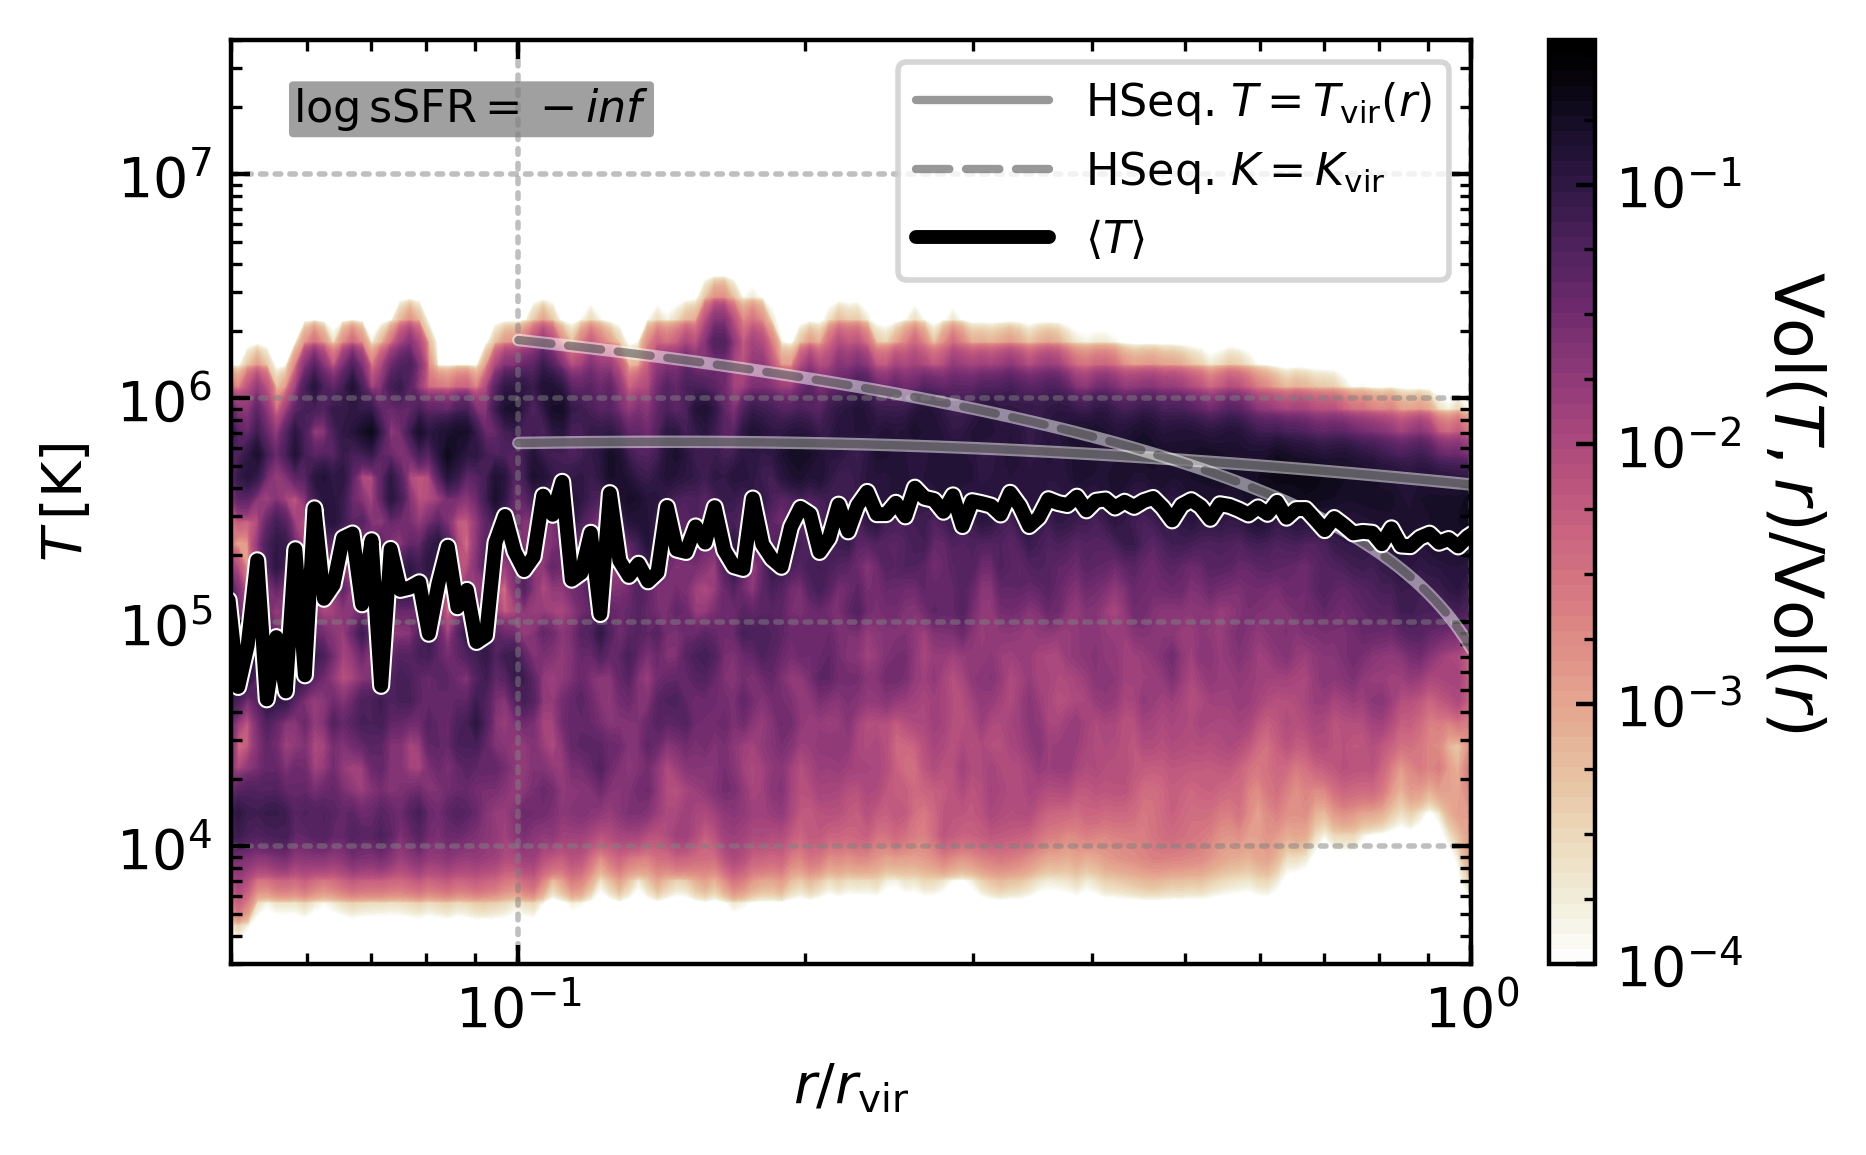 log sSFR = −inf
HSeq. T = T_vir(r)
HSeq. K = K_vir
⟨T⟩
10^7
10^6
10^5
10^4
T [K]
10^−1
10^0
r/r_vir
10^−1
10^−2
10^−3
10^−4
Vol(T, r)/Vol(r)